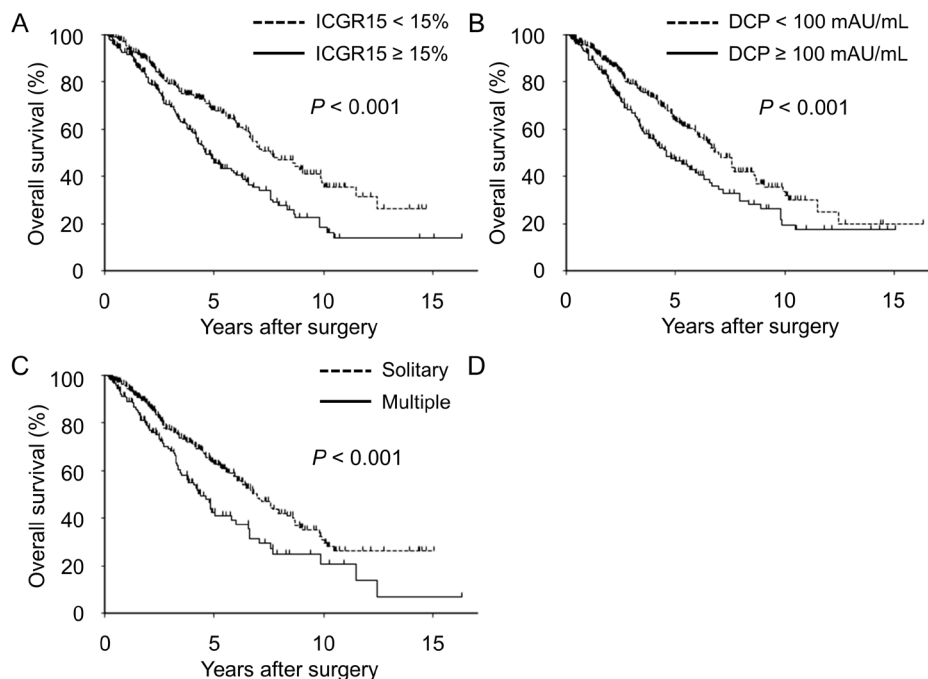 A
ICGR15 < 15%
ICGR15 ≥ 15%
P < 0.001
Overall survival (%)
100
80
60
40
20
0
0 5 10 15
Years after surgery
B
DCP < 100 mAU/mL
DCP ≥ 100 mAU/mL
P < 0.001
Overall survival (%)
100
80
60
40
20
0
0 5 10 15
Years after surgery
C
Solitary
Multiple
P < 0.001
Overall survival (%)
100
80
60
40
20
0
0 5 10 15
Years after surgery
D